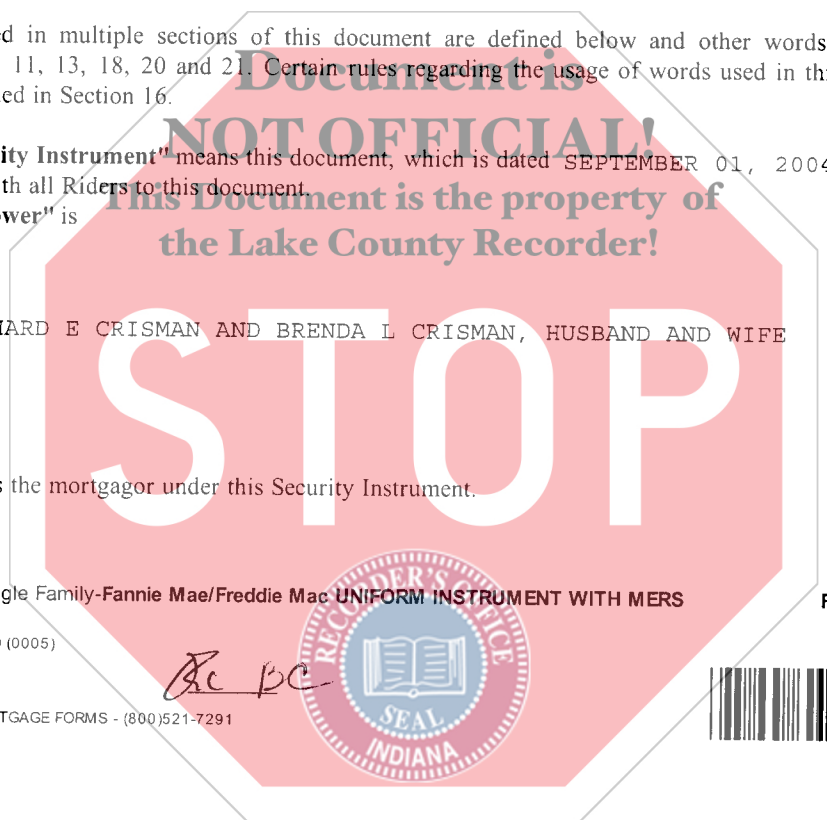 d in multiple sections of this document are defined below and other words
11, 13, 18, 20 and 21. Certain rules regarding the usage of words used in thi
ed in Section 16.
Document is
NOT OFFICIAL!
This Document is the property of
the Lake County Recorder!
ity Instrument" means this document, which is dated SEPTEMBER 01, 2004
th all Riders to this document.
ower" is
HARD E CRISMAN AND BRENDA L CRISMAN, HUSBAND AND WIFE
STOP
s the mortgagor under this Security Instrument.
gle Family-Fannie Mae/Freddie Mac UNIFORM INSTRUMENT WITH MERS
(0005)
BC
TGAGE FORMS - (800)521-7291
RECORDER'S OFFICE
SEAL
INDIANA